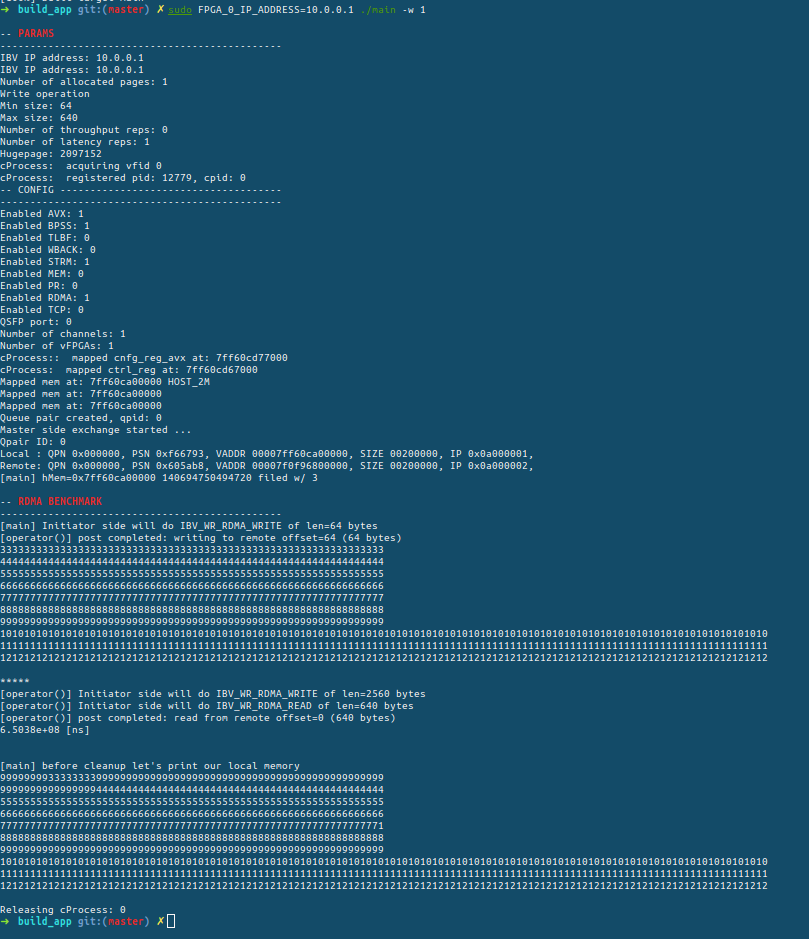 ➜ build_app git:(master) ✗ sudo FPGA_0_IP_ADDRESS=10.0.0.1 ./main -w 1
-- PARAMS
-----------------------------------------------
IBV IP address: 10.0.0.1
IBV IP address: 10.0.0.1
Number of allocated pages: 1
Write operation
Min size: 64
Max size: 640
Number of throughput reps: 0
Number of latency reps: 1
Hugepage: 2097152
cProcess:  acquiring vfid 0
cProcess:  registered pid: 12779, cpid: 0
-- CONFIG -------------------------------------
-----------------------------------------------
Enabled AVX: 1
Enabled BPSS: 1
Enabled TLBF: 0
Enabled WBACK: 0
Enabled STRM: 1
Enabled MEM: 0
Enabled PR: 0
Enabled RDMA: 1
Enabled TCP: 0
QSFP port: 0
Number of channels: 1
Number of vFPGAs: 1
cProcess::  mapped cnfg_reg_avx at: 7ff60cd77000
cProcess:  mapped ctrl_reg at: 7ff60cd67000
Mapped mem at: 7ff60ca00000 HOST_2M
Mapped mem at: 7ff60ca00000
Mapped mem at: 7ff60ca00000
Queue pair created, qpid: 0
Master side exchange started ...
Qpair ID: 0
Local : QPN 0x000000, PSN 0xf66793, VADDR 00007ff60ca00000, SIZE 00200000, IP 0x0a000001,
Remote: QPN 0x000000, PSN 0x605ab8, VADDR 00007f0f96800000, SIZE 00200000, IP 0x0a000002,
[main] hMem=0x7ff60ca00000 140694750494720 filed w/ 3
-- RDMA BENCHMARK
-----------------------------------------------
[main] Initiator side will do IBV_WR_RDMA_WRITE of len=64 bytes
[operator()] post completed: writing to remote offset=64 (64 bytes)
3333333333333333333333333333333333333333333333333333333333333333
4444444444444444444444444444444444444444444444444444444444444444
5555555555555555555555555555555555555555555555555555555555555555
6666666666666666666666666666666666666666666666666666666666666666
7777777777777777777777777777777777777777777777777777777777777777
8888888888888888888888888888888888888888888888888888888888888888
9999999999999999999999999999999999999999999999999999999999999999
10101010101010101010101010101010101010101010101010101010101010101010101010101010101010101010101010101010101010101010101010101010
11111111111111111111111111111111111111111111111111111111111111111111111111111111111111111111111111111111111111111111111111111111
12121212121212121212121212121212121212121212121212121212121212121212121212121212121212121212121212121212121212121212121212121212
*****
[operator()] Initiator side will do IBV_WR_RDMA_WRITE of len=2560 bytes
[operator()] Initiator side will do IBV_WR_RDMA_READ of len=640 bytes
[operator()] post completed: read from remote offset=0 (640 bytes)
6.5038e+08 [ns]
[main] before cleanup let's print our local memory
9999999933333333999999999999999999999999999999999999999999999999
9999999999999999444444444444444444444444444444444444444444444444
5555555555555555555555555555555555555555555555555555555555555555
6666666666666666666666666666666666666666666666666666666666666666
7777777777777777777777777777777777777777777777777777777777777771
8888888888888888888888888888888888888888888888888888888888888888
9999999999999999999999999999999999999999999999999999999999999999
10101010101010101010101010101010101010101010101010101010101010101010101010101010101010101010101010101010101010101010101010101010
11111111111111111111111111111111111111111111111111111111111111111111111111111111111111111111111111111111111111111111111111111111
12121212121212121212121212121212121212121212121212121212121212121212121212121212121212121212121212121212121212121212121212121212
Releasing cProcess: 0
➜ build_app git:(master) ✗